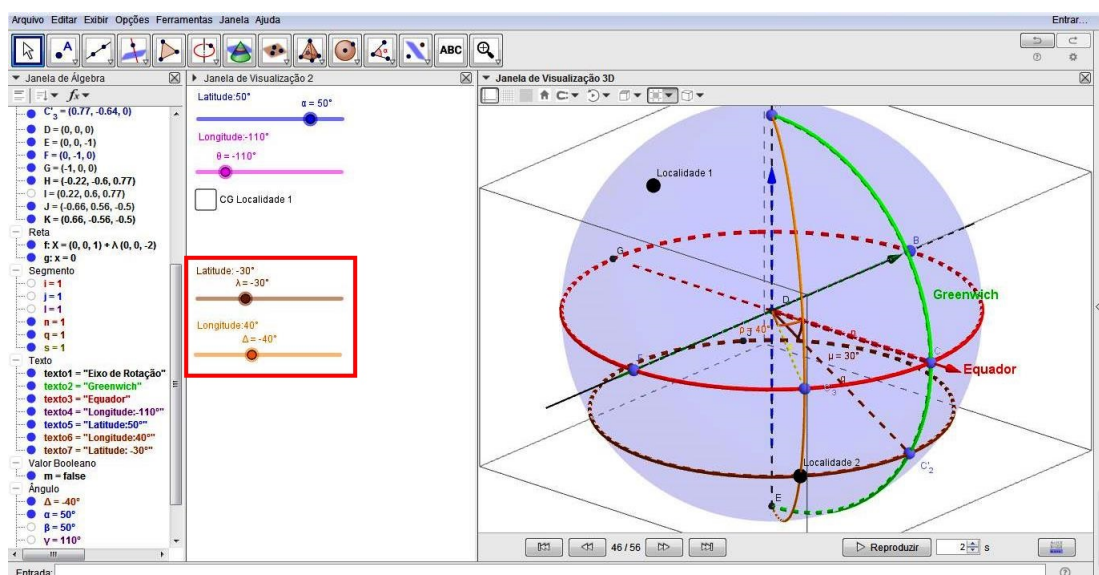 Arquivo Editar Exibir Opções Ferramentas Janela Ajuda
Entrar...
ABC
Janela de Álgebra
Janela de Visualização 2
Janela de Visualização 3D
C'3 = (0.77, -0.64, 0)
D = (0, 0, 0)
E = (0, 0, -1)
F = (0, -1, 0)
G = (-1, 0, 0)
H = (-0.22, -0.6, 0.77)
I = (0.22, 0.6, 0.77)
J = (-0.66, 0.56, -0.5)
K = (0.66, -0.56, -0.5)
Reta
f: X = (0, 0, 1) + λ (0, 0, -2)
g: x = 0
Segmento
i = 1
j = 1
l = 1
n = 1
q = 1
s = 1
Texto
texto1 = "Eixo de Rotação"
texto2 = "Greenwich"
texto3 = "Equador"
texto4 = "Longitude:-110°"
texto5 = "Latitude:50°"
texto6 = "Longitude:40°"
texto7 = "Latitude: -30°"
Valor Booleano
m = false
Ângulo
Δ = -40°
α = 50°
β = 50°
γ = 110°
Latitude:50°
α = 50°
Longitude:-110°
θ = -110°
CG Localidade 1
Latitude: -30°
λ = -30°
Longitude:40°
Δ = -40°
Localidade 1
G
B
Greenwich
D
n
ρ = 40°
J
μ = 30°
F
C
Equador
C'3
q
Localidade 2
C'2
E
46 / 56
Reproduzir
2
s
Entrada: